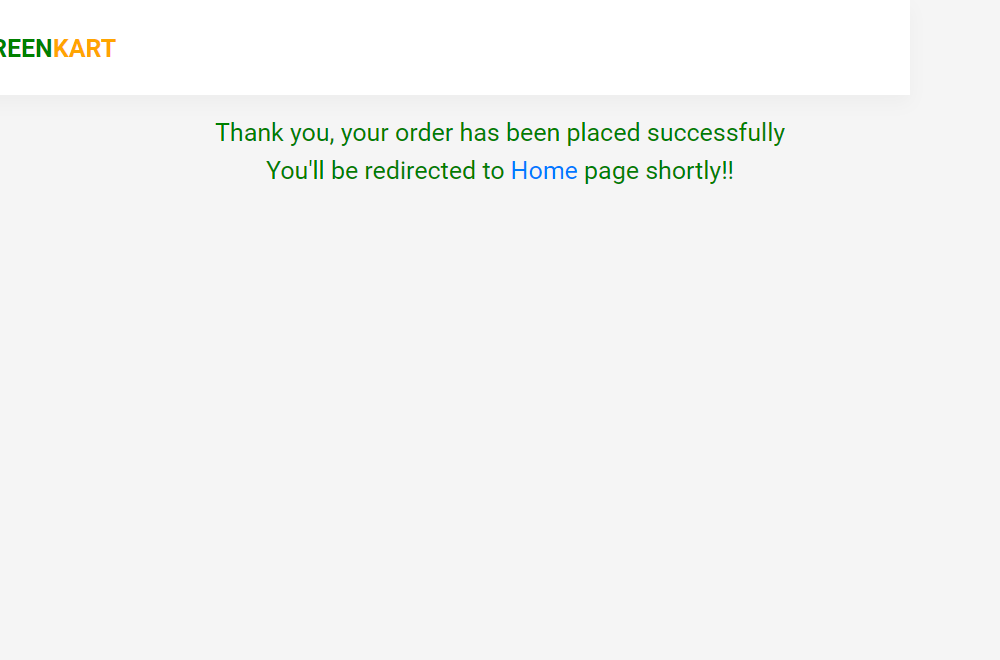 REENKART
Thank you, your order has been placed successfully
You'll be redirected to Home page shortly!!